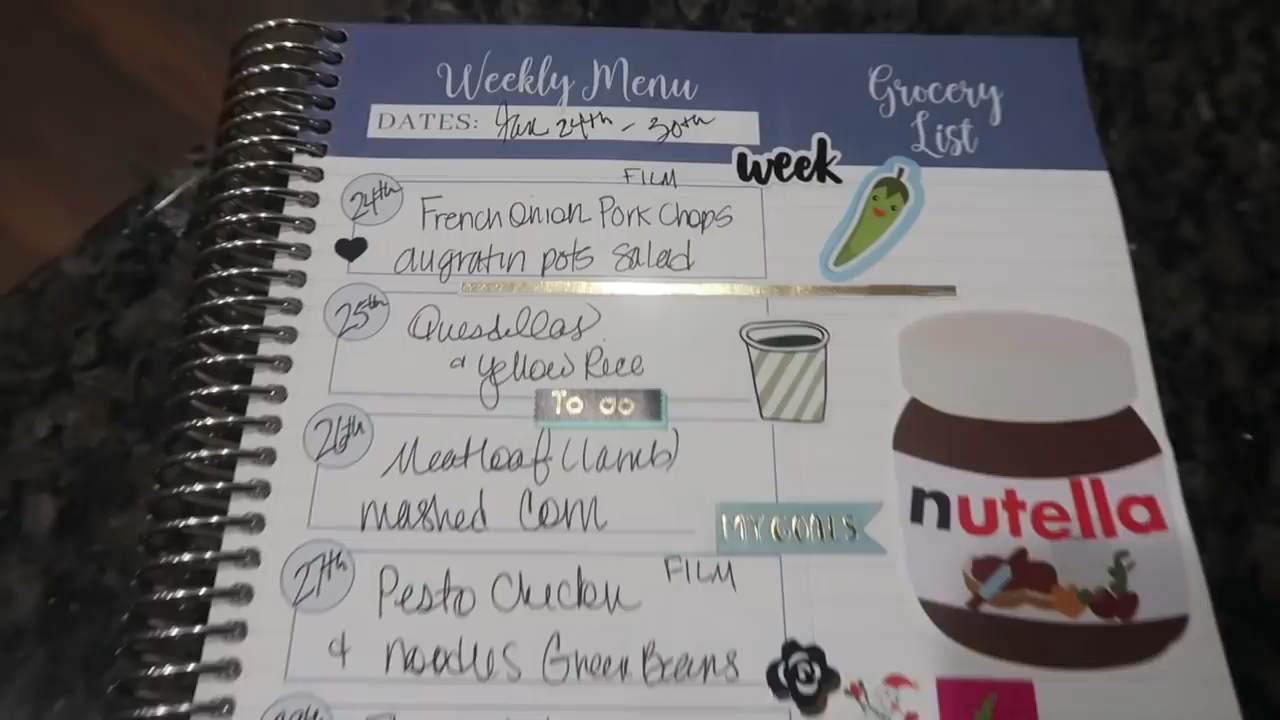 Weekly Menu
DATES: Jan 24th - 30th
Grocery
List
week
FILM
24th
French Onion Pork Chops
augratin pots salad
25th
Quesdillas
& Yellow Rice
To Do
26th
Meatloaf (lamb)
mashed Corn
MY GOALS
nutella
27th
FILM
Pesto Chicken
& noodles Green Beans